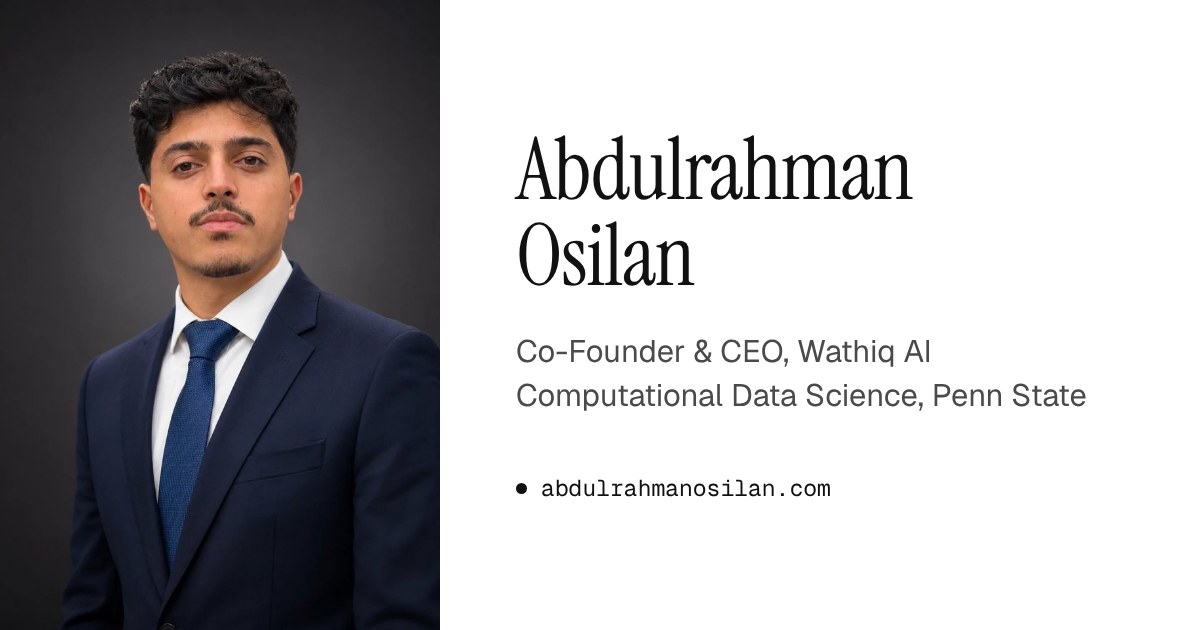 Abdulrahman
Osilan
Co-Founder & CEO, Wathiq AI
Computational Data Science, Penn State
abdulrahmanosilan.com